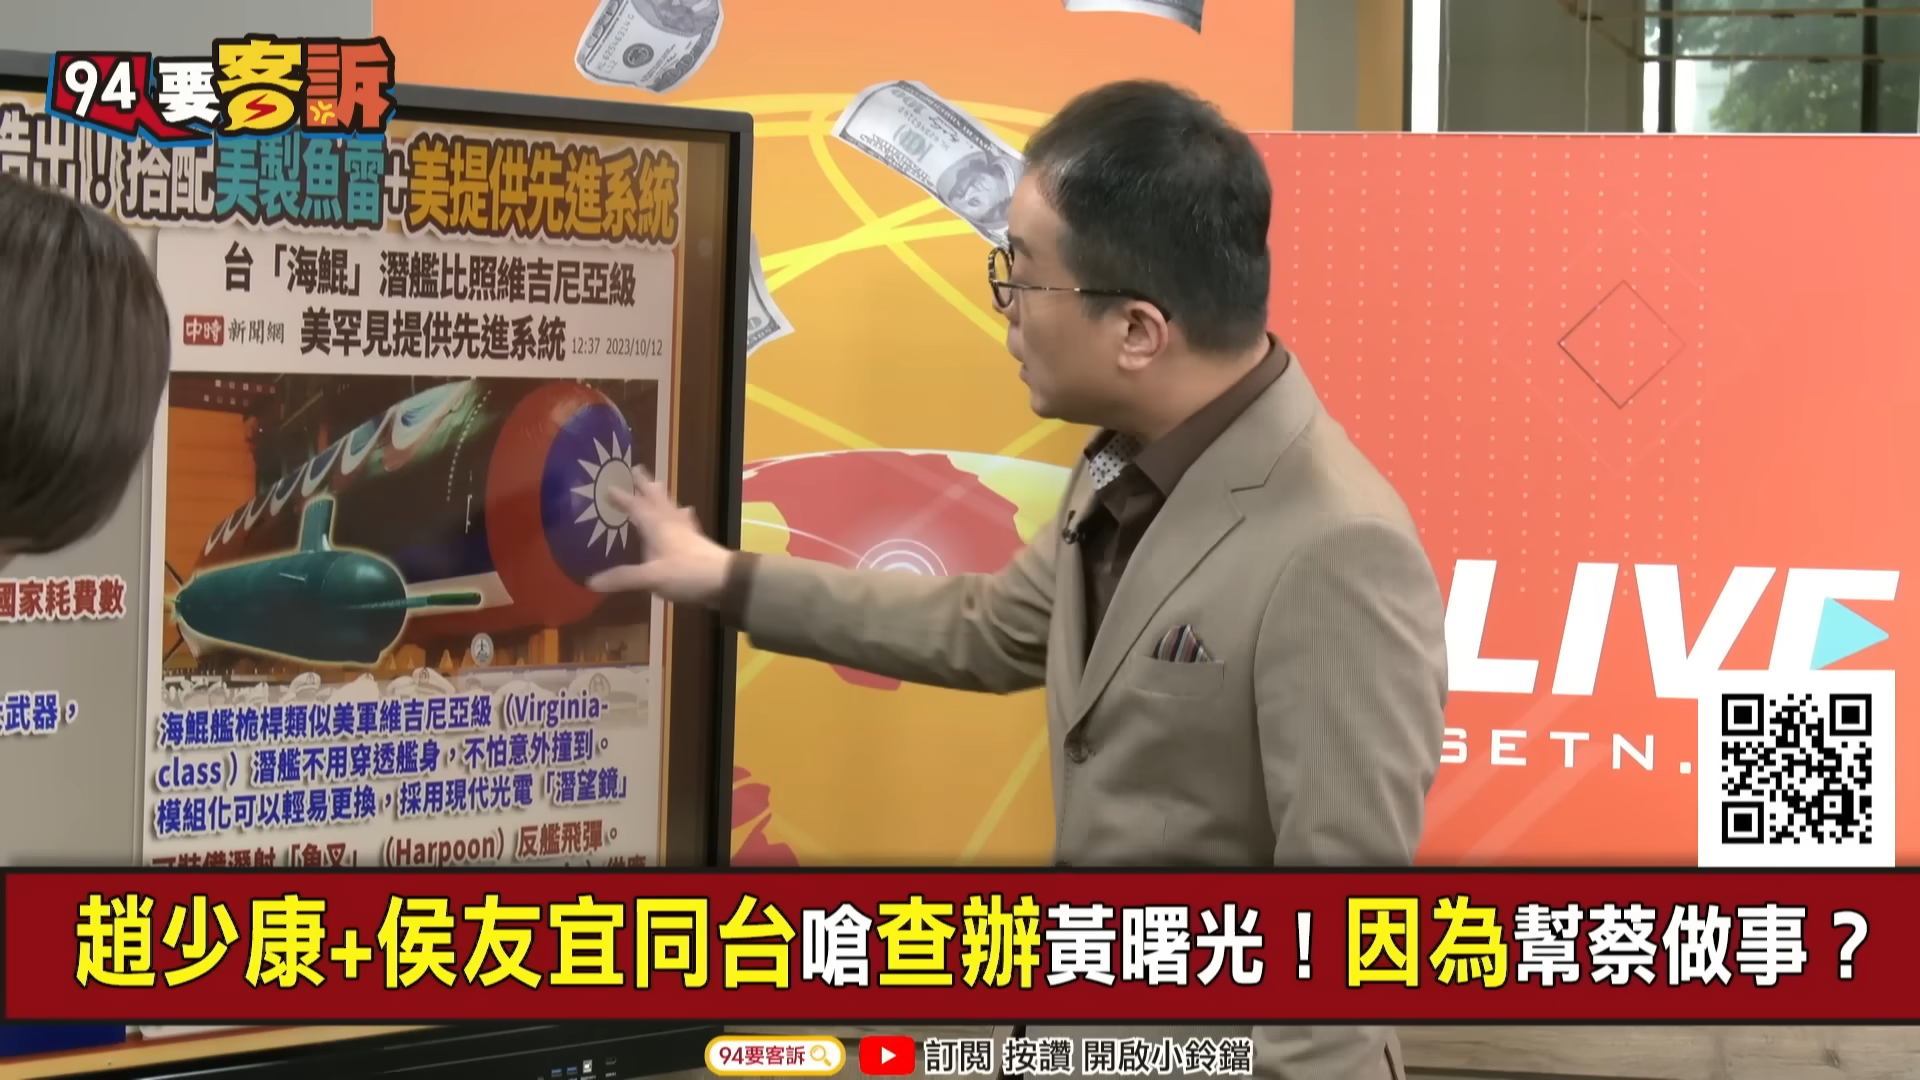 94要客訴
告出!!搭配美製魚雷+美提供先進系統
台「海鯤」潛艦比照維吉尼亞級
中時新聞網 美罕見提供先進系統 12:37 2023/10/12
國家耗費數
武器，
海鯤艦桅桿類似美軍維吉尼亞級（Virginia-
class）潛艦不用穿透艦身，不怕意外撞到。
模組化可以輕易更換，採用現代光電「潛望鏡」
可裝備潛射「魚叉」（Harpoon）反艦飛彈。
LIVE
SETN.
趙少康+侯友宜同台嗆查辦黃曙光！因為幫蔡做事？
94要客訴 訂閱 按讚 開啟小鈴鐺